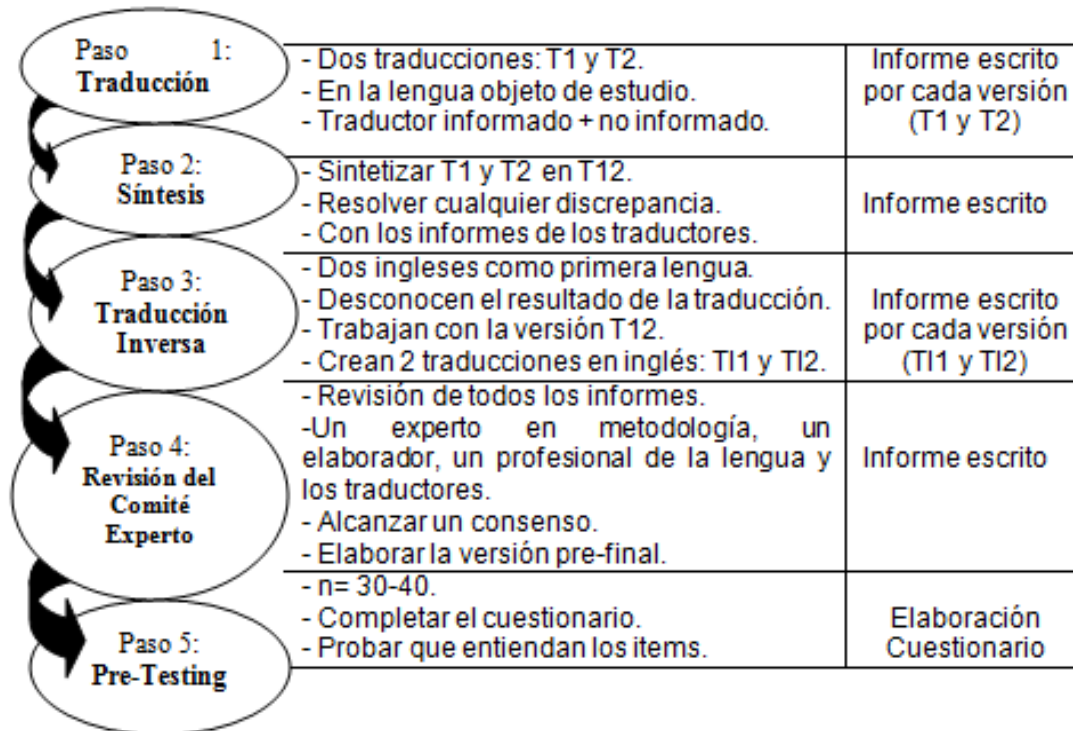 Paso 1:
Traducción
- Dos traducciones: T1 y T2.
- En la lengua objeto de estudio.
- Traductor informado + no informado.
Informe escrito
por cada versión
(T1 y T2)
Paso 2:
Síntesis
- Sintetizar T1 y T2 en T12.
- Resolver cualquier discrepancia.
- Con los informes de los traductores.
Informe escrito
Paso 3:
Traducción
Inversa
- Dos ingleses como primera lengua.
- Desconocen el resultado de la traducción.
- Trabajan con la versión T12.
- Crean 2 traducciones en inglés: TI1 y TI2.
Informe escrito
por cada versión
(TI1 y TI2)
Paso 4:
Revisión del
Comité
Experto
- Revisión de todos los informes.
-Un experto en metodología, un
elaborador, un profesional de la lengua y
los traductores.
- Alcanzar un consenso.
- Elaborar la versión pre-final.
Informe escrito
Paso 5:
Pre-Testing
- n= 30-40.
- Completar el cuestionario.
- Probar que entiendan los items.
Elaboración
Cuestionario